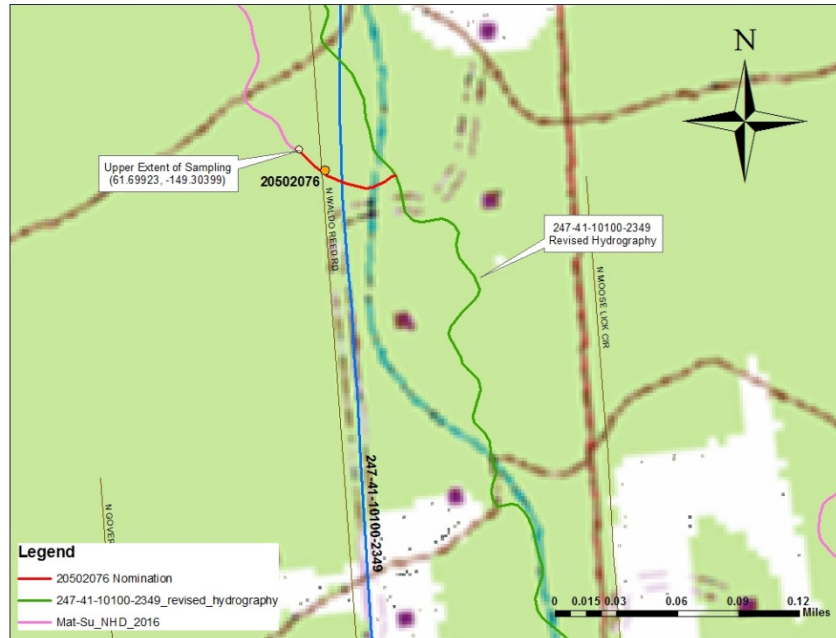 N
Upper Extent of Sampling
(61.69923, -149.30399)
20502076
N WALDO REED RD
247-41-10100-2349
Revised Hydrography
N MOOSE LICK CIR
247-41-10100-2349
N GOVER
Legend
20502076 Nomination
247-41-10100-2349_revised_hydrography
Mat-Su_NHD_2016
0 0.015 0.03 0.06 0.09 0.12
Miles